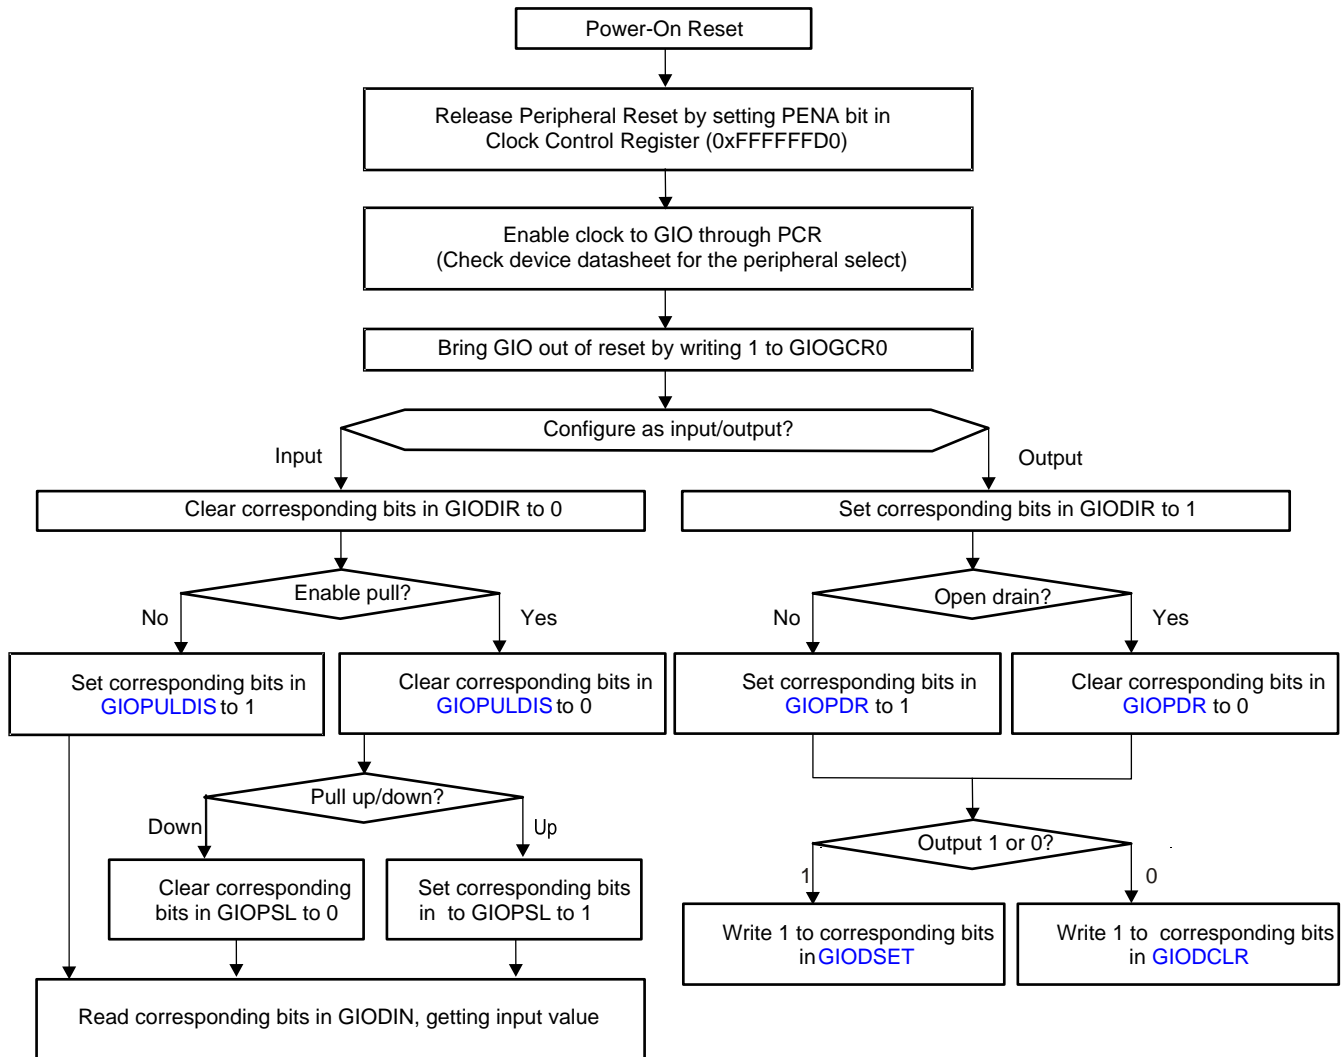 Power-On Reset
Release Peripheral Reset by setting PENA bit in
Clock Control Register (0xFFFFFFD0)
Enable clock to GIO through PCR
(Check device datasheet for the peripheral select)
Bring GIO out of reset by writing 1 to GIOGCR0
Configure as input/output?
Input
Output
Clear corresponding bits in GIODIR to 0
Set corresponding bits in GIODIR to 1
Enable pull?
Open drain?
No
Yes
No
Yes
Set corresponding bits in
GIOPULDIS to 1
Clear corresponding bits in
GIOPULDIS to 0
Set corresponding bits in
GIOPDR to 1
Clear corresponding bits in
GIOPDR to 0
Pull up/down?
Down
Up
Output 1 or 0?
1
0
Clear corresponding
bits in GIOPSL to 0
Set corresponding bits
in to GIOPSL to 1
Write 1 to corresponding bits
in GIODSET
Write 1 to corresponding bits
in GIODCLR
Read corresponding bits in GIODIN, getting input value